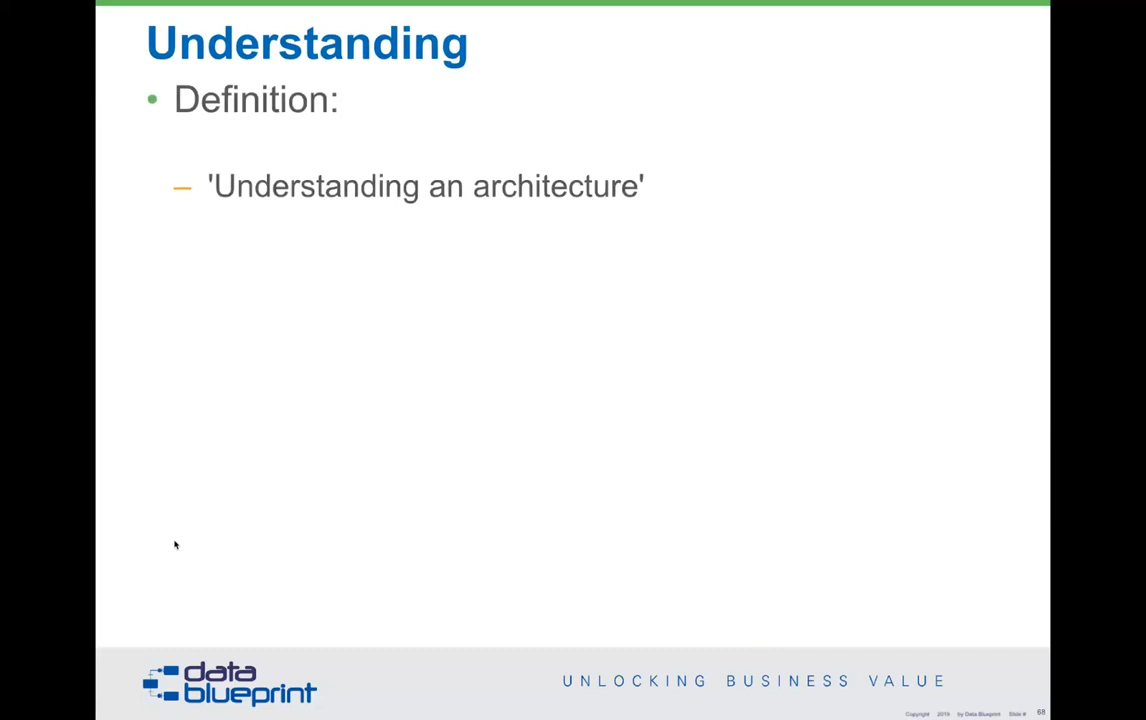 Understanding
• Definition:
– 'Understanding an architecture'
data
blueprint
UNLOCKING BUSINESS VALUE
Copyright 2019 by Data Blueprint Slide # 68